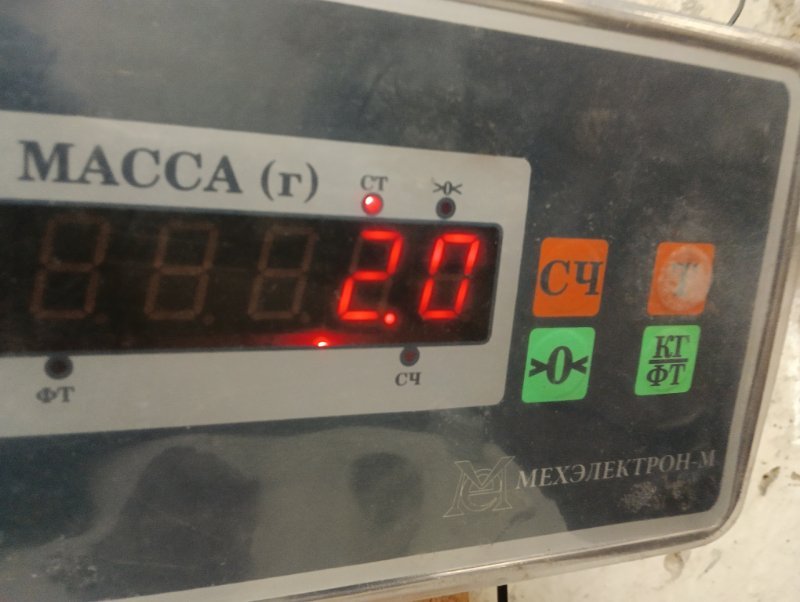 МАССА (г)
СТ
>0<
2.0
ФТ
СЧ
СЧ
Т
>0<
КТ
ФТ
МЕХЭЛЕКТРОН-М